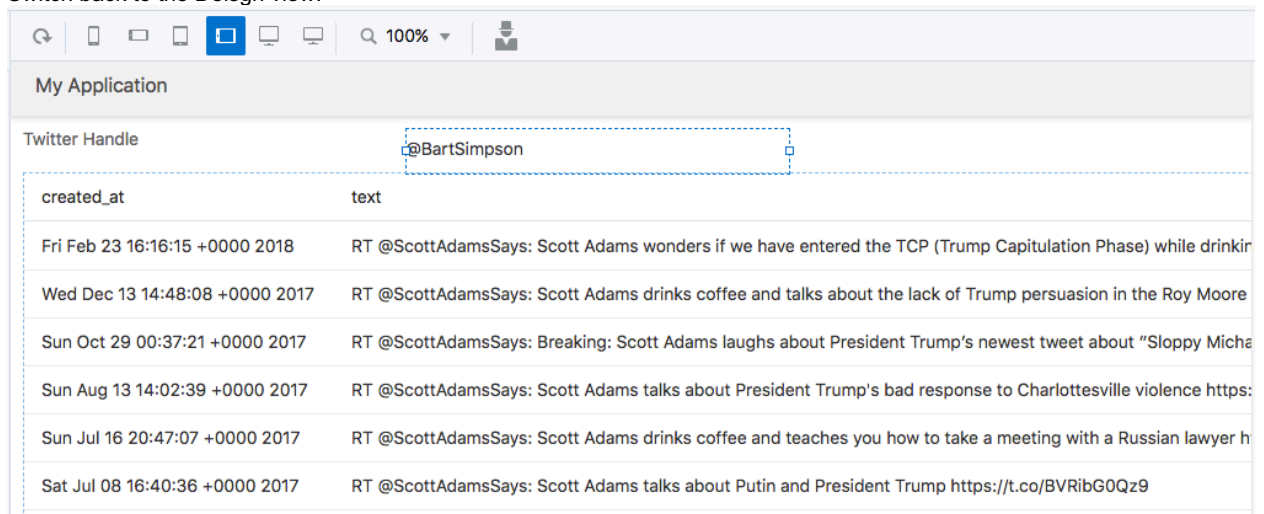 Switch back to the Design view.
100%
My Application
Twitter Handle
@BartSimpson
created_at text
Fri Feb 23 16:16:15 +0000 2018 RT @ScottAdamsSays: Scott Adams wonders if we have entered the TCP (Trump Capitulation Phase) while drinkin
Wed Dec 13 14:48:08 +0000 2017 RT @ScottAdamsSays: Scott Adams drinks coffee and talks about the lack of Trump persuasion in the Roy Moore
Sun Oct 29 00:37:21 +0000 2017 RT @ScottAdamsSays: Breaking: Scott Adams laughs about President Trump’s newest tweet about “Sloppy Micha
Sun Aug 13 14:02:39 +0000 2017 RT @ScottAdamsSays: Scott Adams talks about President Trump's bad response to Charlottesville violence https:
Sun Jul 16 20:47:07 +0000 2017 RT @ScottAdamsSays: Scott Adams drinks coffee and teaches you how to take a meeting with a Russian lawyer h
Sat Jul 08 16:40:36 +0000 2017 RT @ScottAdamsSays: Scott Adams talks about Putin and President Trump https://t.co/BVRibG0Qz9